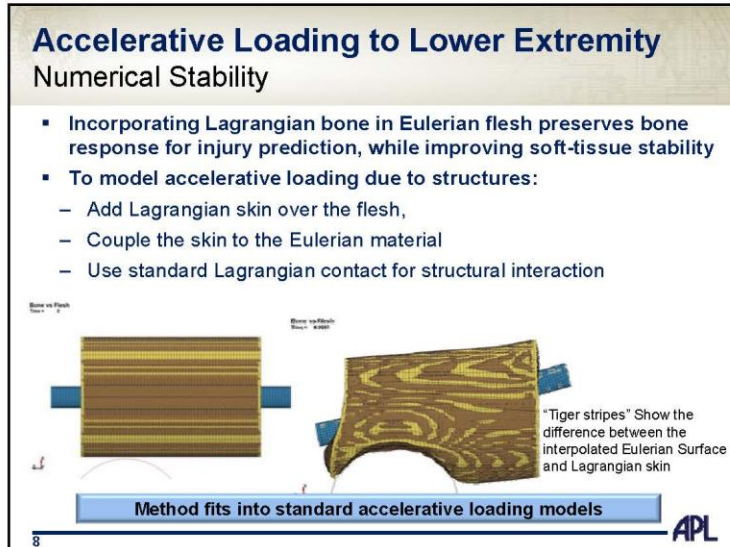 Accelerative Loading to Lower Extremity
Numerical Stability
▪ Incorporating Lagrangian bone in Eulerian flesh preserves bone
response for injury prediction, while improving soft-tissue stability
▪ To model accelerative loading due to structures:
– Add Lagrangian skin over the flesh,
– Couple the skin to the Eulerian material
– Use standard Lagrangian contact for structural interaction
Bone vs Flesh
Time = 0
Bone vs Flesh
Time =
"Tiger stripes" Show the
difference between the
interpolated Eulerian Surface
and Lagrangian skin
Method fits into standard accelerative loading models
8
APL